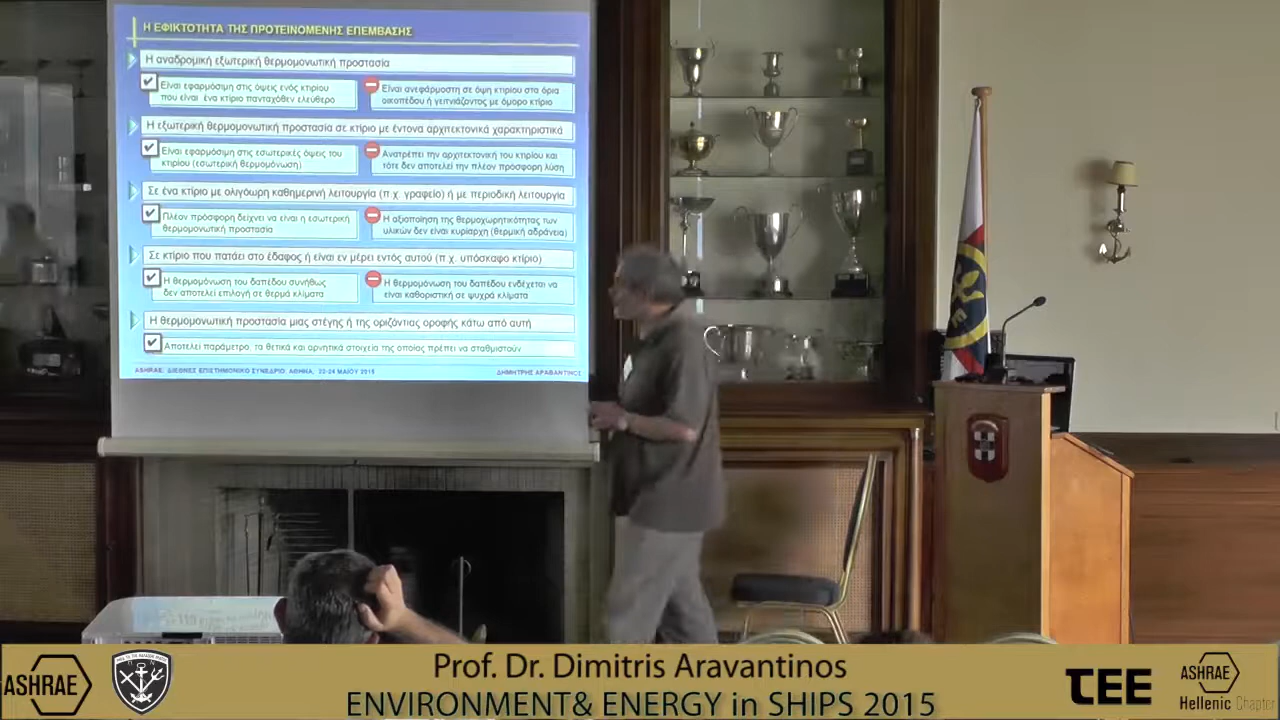 Η ΕΦΙΚΤΟΤΗΤΑ ΤΗΣ ΠΡΟΤΕΙΝΟΜΕΝΗΣ ΕΠΕΜΒΑΣΗΣ
Η αναδρομική εξωτερική θερμομονωτική προστασία
Είναι εφαρμόσιμη στις όψεις ενός κτιρίου
που είναι ένα κτίριο πανταχόθεν ελεύθερο
Είναι ανεφάρμοστη σε όψη κτιρίου στα όρια
οικοπέδου ή γειτνιάζοντος με όμορο κτίριο
Η εξωτερική θερμομονωτική προστασία σε κτίριο με έντονα αρχιτεκτονικά χαρακτηριστικά
Είναι εφαρμόσιμη στις εσωτερικές όψεις του
κτιρίου (εσωτερική θερμομόνωση)
Ανατρέπει την αρχιτεκτονική του κτιρίου και
τότε δεν αποτελεί την πλέον πρόσφορη λύση
Σε ένα κτίριο με ολιγόωρη καθημερινή λειτουργία (π.χ. γραφείο) ή με περιοδική λειτουργία
Πλέον πρόσφορη δείχνει να είναι η εσωτερική
θερμομονωτική προστασία
Η αξιοποίηση της θερμοχωρητικότητας των
υλικών δεν είναι κυρίαρχη (θερμική αδράνεια)
Σε κτίριο που πατάει στο έδαφος ή είναι εν μέρει εντός αυτού (π.χ. υπόσκαφο κτίριο)
Η θερμομόνωση του δαπέδου συνήθως
δεν αποτελεί επιλογή σε θερμά κλίματα
Η θερμομόνωση του δαπέδου ενδέχεται να
είναι καθοριστική σε ψυχρά κλίματα
Η θερμομονωτική προστασία μιας στέγης ή της οριζόντιας οροφής κάτω από αυτή
Αποτελεί παράμετρο, τα θετικά και αρνητικά στοιχεία της οποίας πρέπει να σταθμιστούν
ASHRAE: ΔΙΕΘΝΕΣ ΕΠΙΣΤΗΜΟΝΙΚΟ ΣΥΝΕΔΡΙΟ. ΑΘΗΝΑ, 22-24 ΜΑΙΟΥ 2015
ΔΗΜΗΤΡΗΣ ΑΡΑΒΑΝΤΙΝΟΣ
Prof. Dr. Dimitris Aravantinos
ENVIRONMENT& ENERGY in SHIPS 2015
ASHRAE
TEE
ASHRAE
Hellenic Chapter